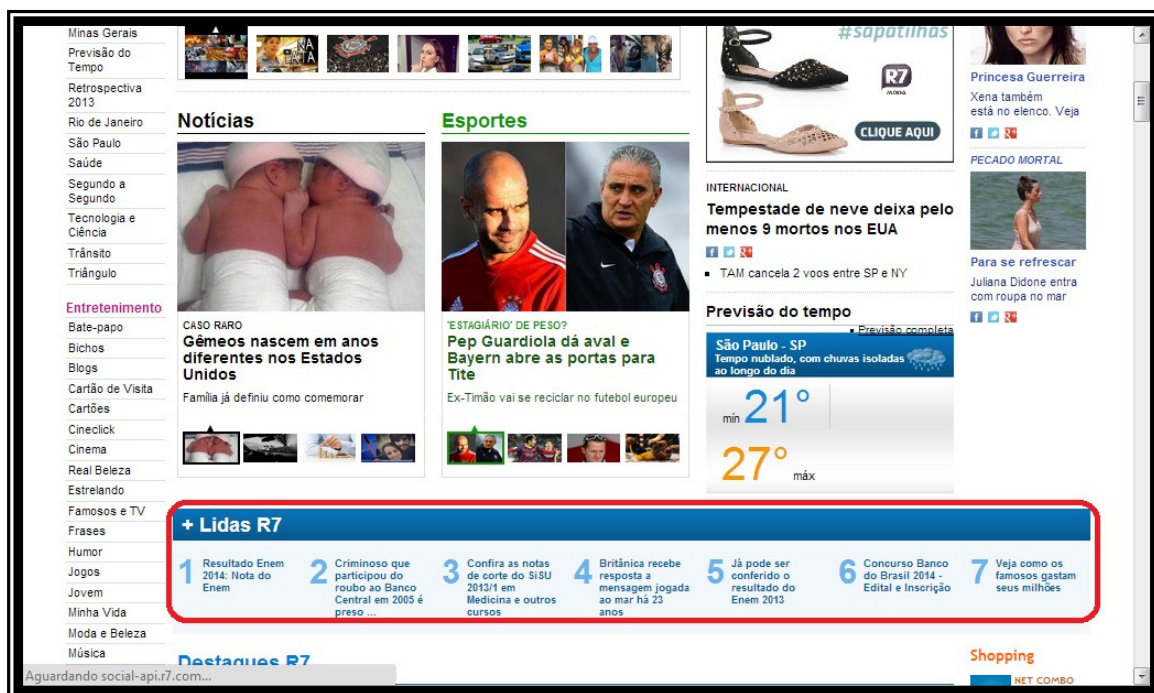 Minas Gerais
Previsão do
Tempo
Retrospectiva
2013
Rio de Janeiro
São Paulo
Saúde
Segundo a
Segundo
Tecnologia e
Ciência
Trânsito
Triângulo
Entretenimento
Bate-papo
Bichos
Blogs
Cartão de Visita
Cartões
Cineclick
Cinema
Real Beleza
Estrelando
Famosos e TV
Frases
Humor
Jogos
Jovem
Minha Vida
Moda e Beleza
Música
Notícias
CASO RARO
Gêmeos nascem em anos
diferentes nos Estados
Unidos
Família já definiu como comemorar
Esportes
'ESTAGIÁRIO' DE PESO?
Pep Guardiola dá aval e
Bayern abre as portas para
Tite
Ex-Timão vai se reciclar no futebol europeu
#sapatilhas
R7
MODA
CLIQUE AQUI
INTERNACIONAL
Tempestade de neve deixa pelo
menos 9 mortos nos EUA
TAM cancela 2 voos entre SP e NY
Previsão do tempo
Previsão completa
São Paulo - SP
Tempo nublado, com chuvas isoladas
ao longo do dia
mín 21°
27° máx
Princesa Guerreira
Xena também
está no elenco. Veja
PECADO MORTAL
Para se refrescar
Juliana Didone entra
com roupa no mar
+ Lidas R7
1 Resultado Enem
2014: Nota do
Enem
2 Criminoso que
participou do
roubo ao Banco
Central em 2005 é
preso ...
3 Confira as notas
de corte do SiSU
2013/1 em
Medicina e outros
cursos
4 Britânica recebe
resposta a
mensagem jogada
ao mar há 23
anos
5 Já pode ser
conferido o
resultado do
Enem 2013
6 Concurso Banco
do Brasil 2014 -
Edital e Inscrição
7 Veja como os
famosos gastam
seus milhões
Destaques R7
Shopping
NET COMBO
Aguardando social-api.r7.com...